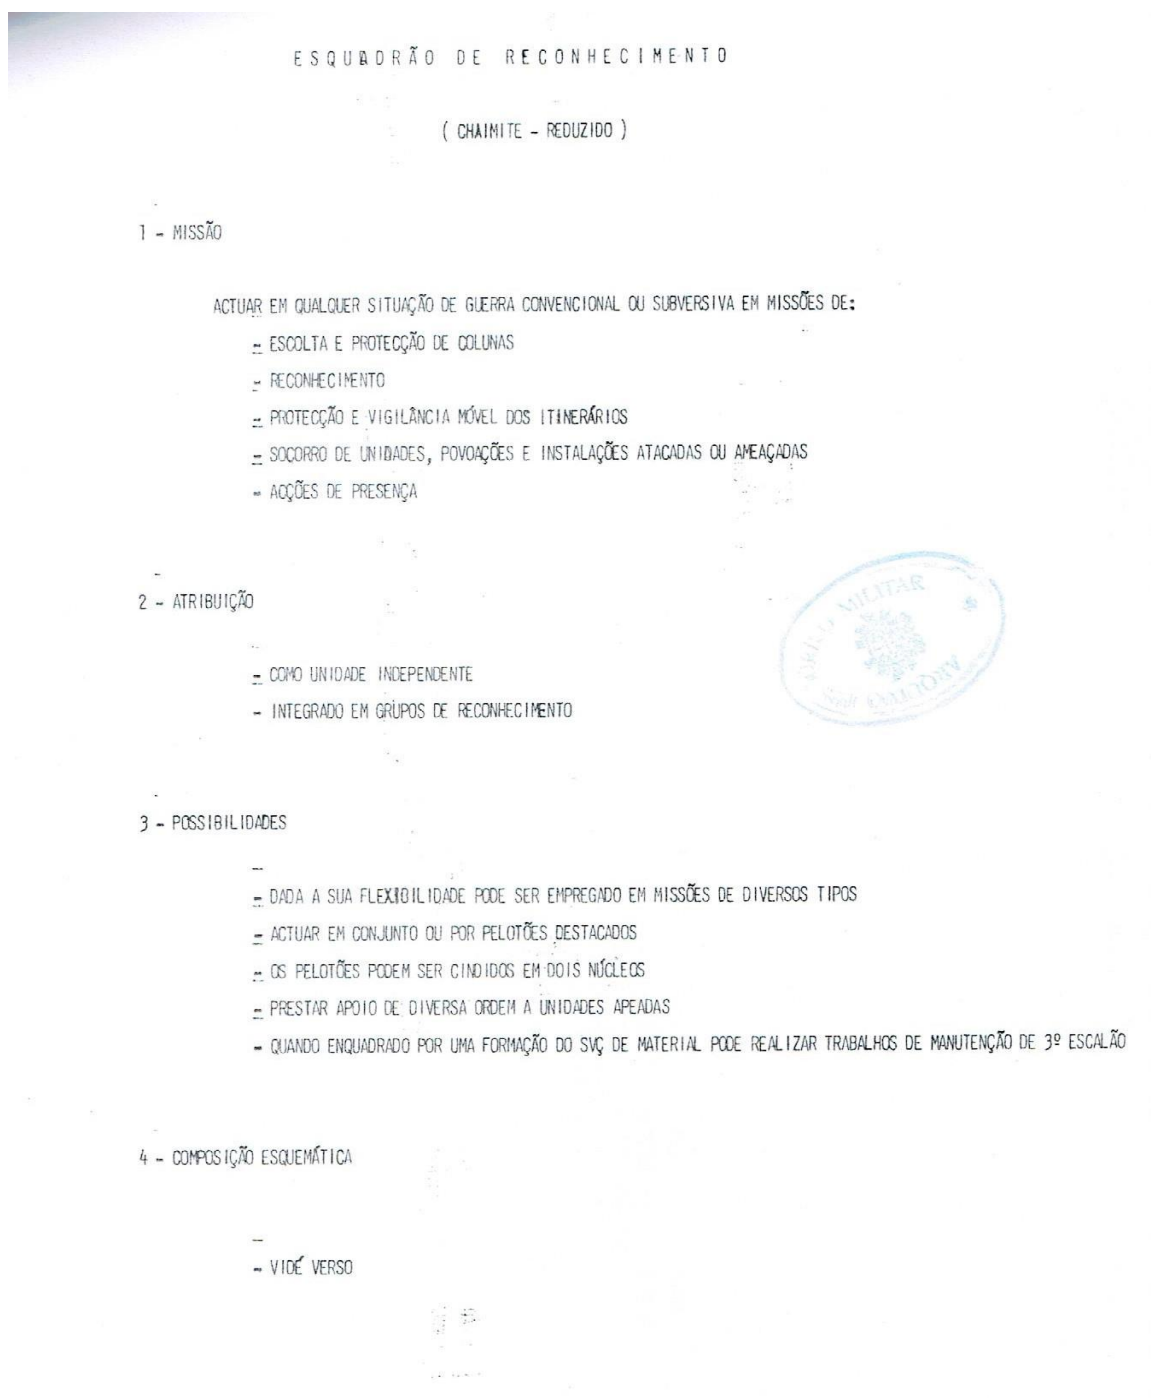 ESQUADRÃO DE RECONHECIMENTO
( CHAIMITE - REDUZIDO )
1 - MISSÃO
ACTUAR EM QUALQUER SITUAÇÃO DE GUERRA CONVENCIONAL OU SUBVERSIVA EM MISSÕES DE:
- ESCOLTA E PROTECÇÃO DE COLUNAS
- RECONHECIMENTO
- PROTECÇÃO E VIGILÂNCIA MÓVEL DOS ITINERÁRIOS
- SOCORRO DE UNIDADES, POVOAÇÕES E INSTALAÇÕES ATACADAS OU AMEAÇADAS
- ACÇÕES DE PRESENÇA
2 - ATRIBUIÇÃO
MILITAR
ARQUIVO
- COMO UNIDADE INDEPENDENTE
- INTEGRADO EM GRUPOS DE RECONHECIMENTO
3 - POSSIBILIDADES
- DADA A SUA FLEXIBILIDADE PODE SER EMPREGADO EM MISSÕES DE DIVERSOS TIPOS
- ACTUAR EM CONJUNTO OU POR PELOTÕES DESTACADOS
- OS PELOTÕES PODEM SER CINDIDOS EM DOIS NÚCLEOS
- PRESTAR APOIO DE DIVERSA ORDEM A UNIDADES APEADAS
- QUANDO ENQUADRADO POR UMA FORMAÇÃO DO SVÇ DE MATERIAL PODE REALIZAR TRABALHOS DE MANUTENÇÃO DE 3º ESCALÃO
4 - COMPOSIÇÃO ESQUEMÁTICA
- VIDÉ VERSO